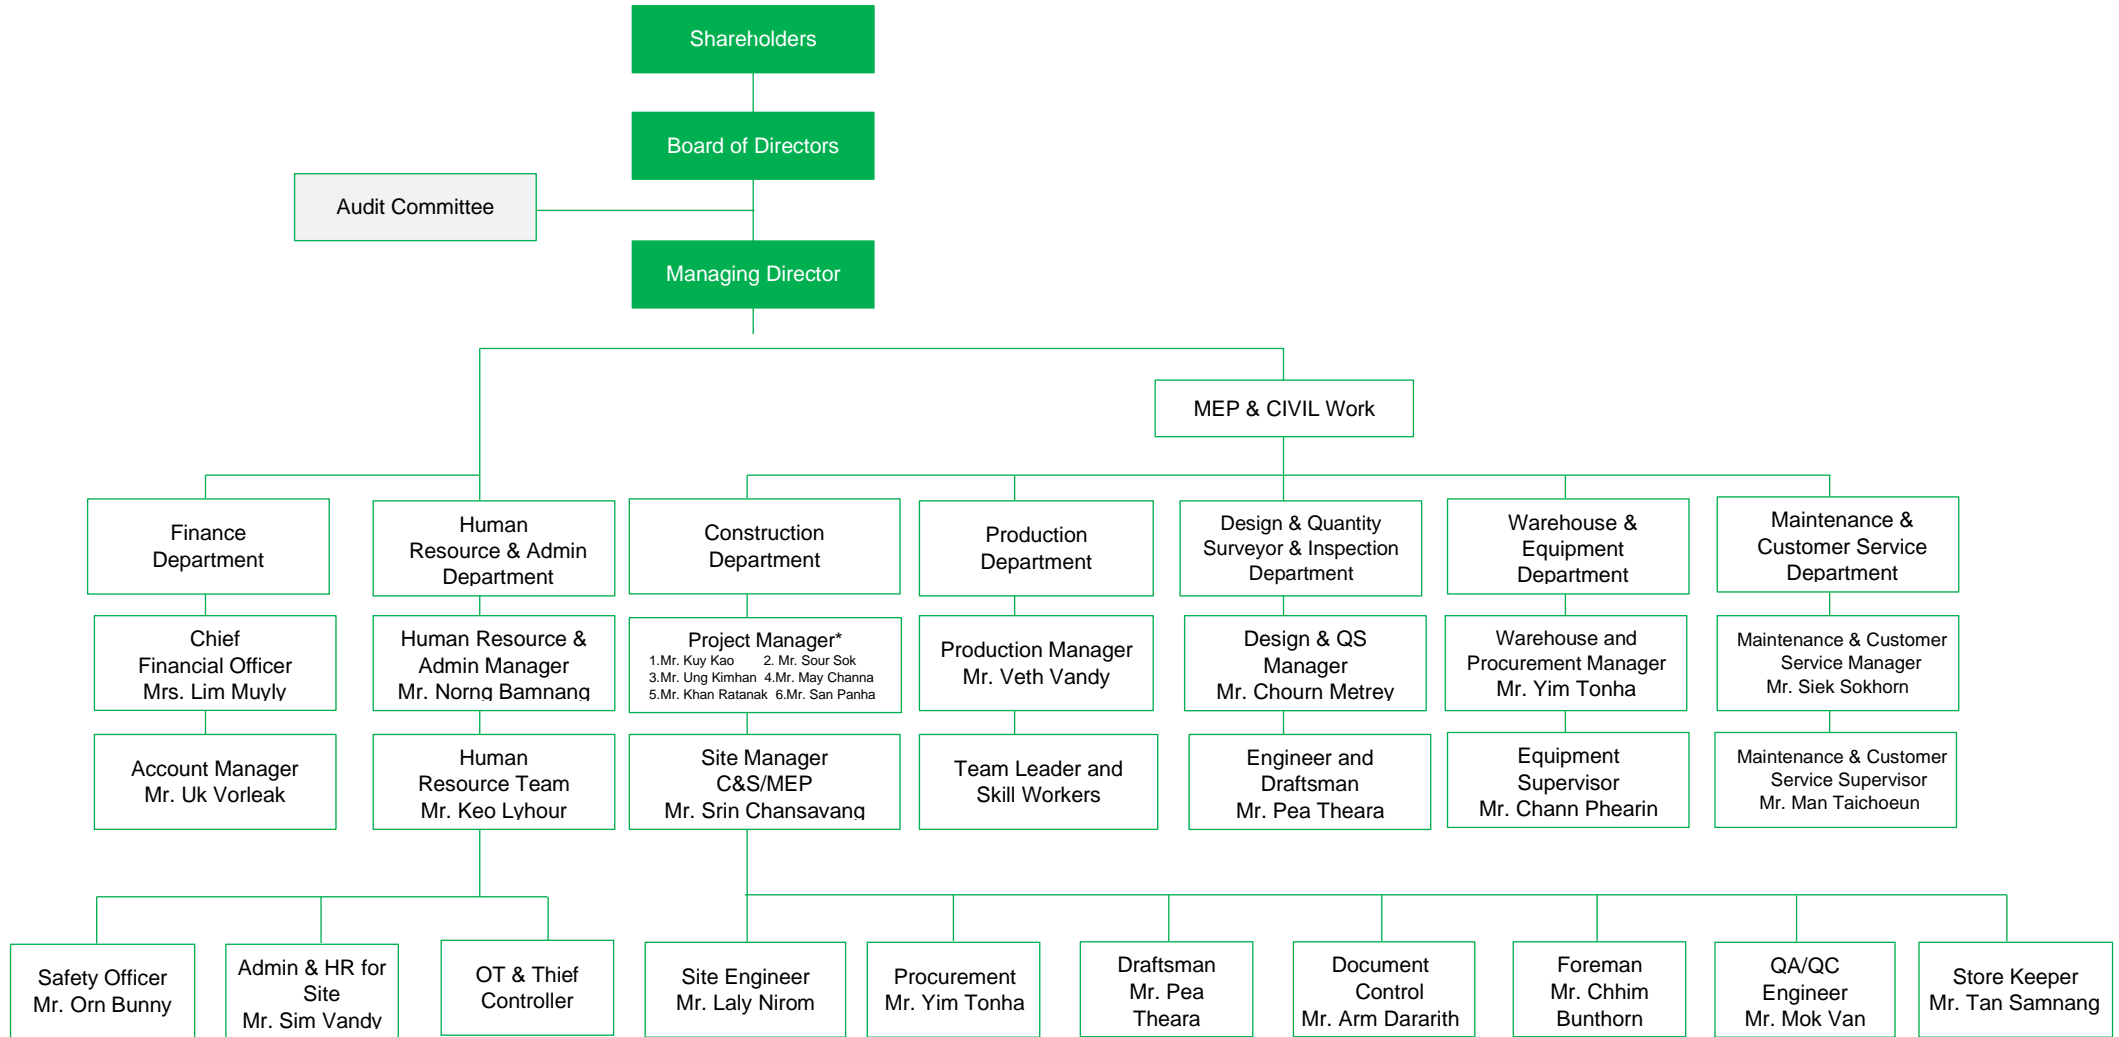 Shareholders
Board of Directors
Audit Committee
Managing Director
MEP & CIVIL Work
Finance
Department
Human
Resource & Admin
Department
Construction
Department
Production
Department
Design & Quantity
Surveyor & Inspection
Department
Warehouse &
Equipment
Department
Maintenance &
Customer Service
Department
Chief
Financial Officer
Mrs. Lim Muyly
Human Resource &
Admin Manager
Mr. Norng Bamnang
Project Manager*
1.Mr. Kuy Kao 2. Mr. Sour Sok
3.Mr. Ung Kimhan 4.Mr. May Channa
5.Mr. Khan Ratanak 6.Mr. San Panha
Production Manager
Mr. Veth Vandy
Design & QS
Manager
Mr. Chourn Metrey
Warehouse and
Procurement Manager
Mr. Yim Tonha
Maintenance & Customer
Service Manager
Mr. Siek Sokhorn
Account Manager
Mr. Uk Vorleak
Human
Resource Team
Mr. Keo Lyhour
Site Manager
C&S/MEP
Mr. Srin Chansavang
Team Leader and
Skill Workers
Engineer and
Draftsman
Mr. Pea Theara
Equipment
Supervisor
Mr. Chann Phearin
Maintenance & Customer
Service Supervisor
Mr. Man Taichoeun
Safety Officer
Mr. Orn Bunny
Admin & HR for
Site
Mr. Sim Vandy
OT & Thief
Controller
Site Engineer
Mr. Laly Nirom
Procurement
Mr. Yim Tonha
Draftsman
Mr. Pea
Theara
Document
Control
Mr. Arm Dararith
Foreman
Mr. Chhim
Bunthorn
QA/QC
Engineer
Mr. Mok Van
Store Keeper
Mr. Tan Samnang